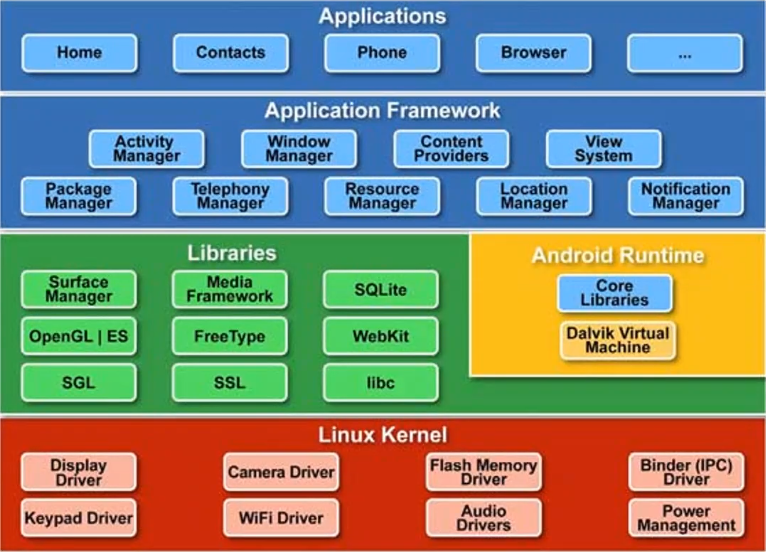 Applications
Home
Contacts
Phone
Browser
...
Application Framework
Activity
Manager
Window
Manager
Content
Providers
View
System
Package
Manager
Telephony
Manager
Resource
Manager
Location
Manager
Notification
Manager
Libraries
Surface
Manager
Media
Framework
SQLite
OpenGL | ES
FreeType
WebKit
SGL
SSL
libc
Android Runtime
Core
Libraries
Dalvik Virtual
Machine
Linux Kernel
Display
Driver
Camera Driver
Flash Memory
Driver
Binder (IPC)
Driver
Keypad Driver
WiFi Driver
Audio
Drivers
Power
Management